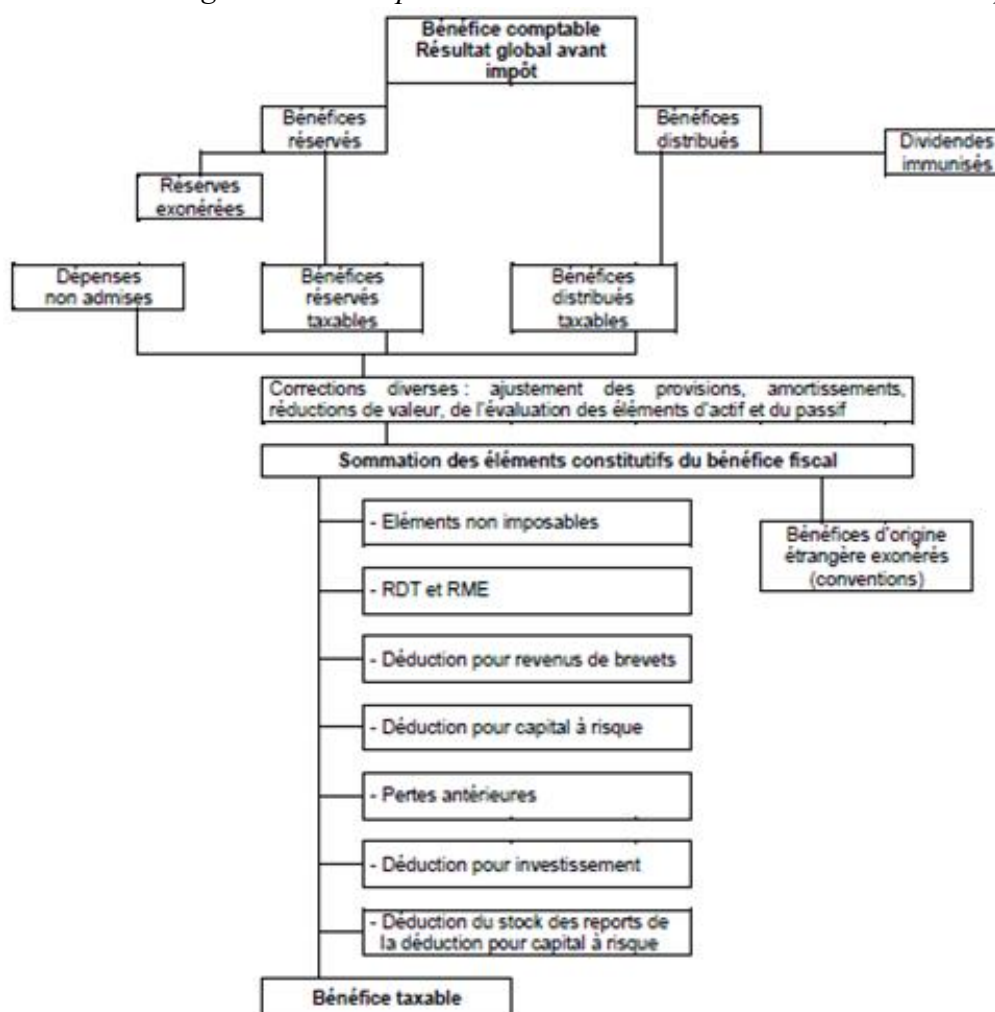 Bénéfice comptable
Résultat global avant
impôt
Bénéfices
réservés
Bénéfices
distribués
Dividendes
immunisés
Réserves
exonérées
Dépenses
non admises
Bénéfices
réservés
taxables
Bénéfices
distribués
taxables
Corrections diverses : ajustement des provisions, amortissements,
réductions de valeur, de l'évaluation des éléments d'actif et du passif
Sommation des éléments constitutifs du bénéfice fiscal
- Eléments non imposables
Bénéfices d'origine
étrangère exonérés
(conventions)
- RDT et RME
- Déduction pour revenus de brevets
- Déduction pour capital à risque
- Pertes antérieures
- Déduction pour investissement
- Déduction du stock des reports de
la déduction pour capital à risque
Bénéfice taxable